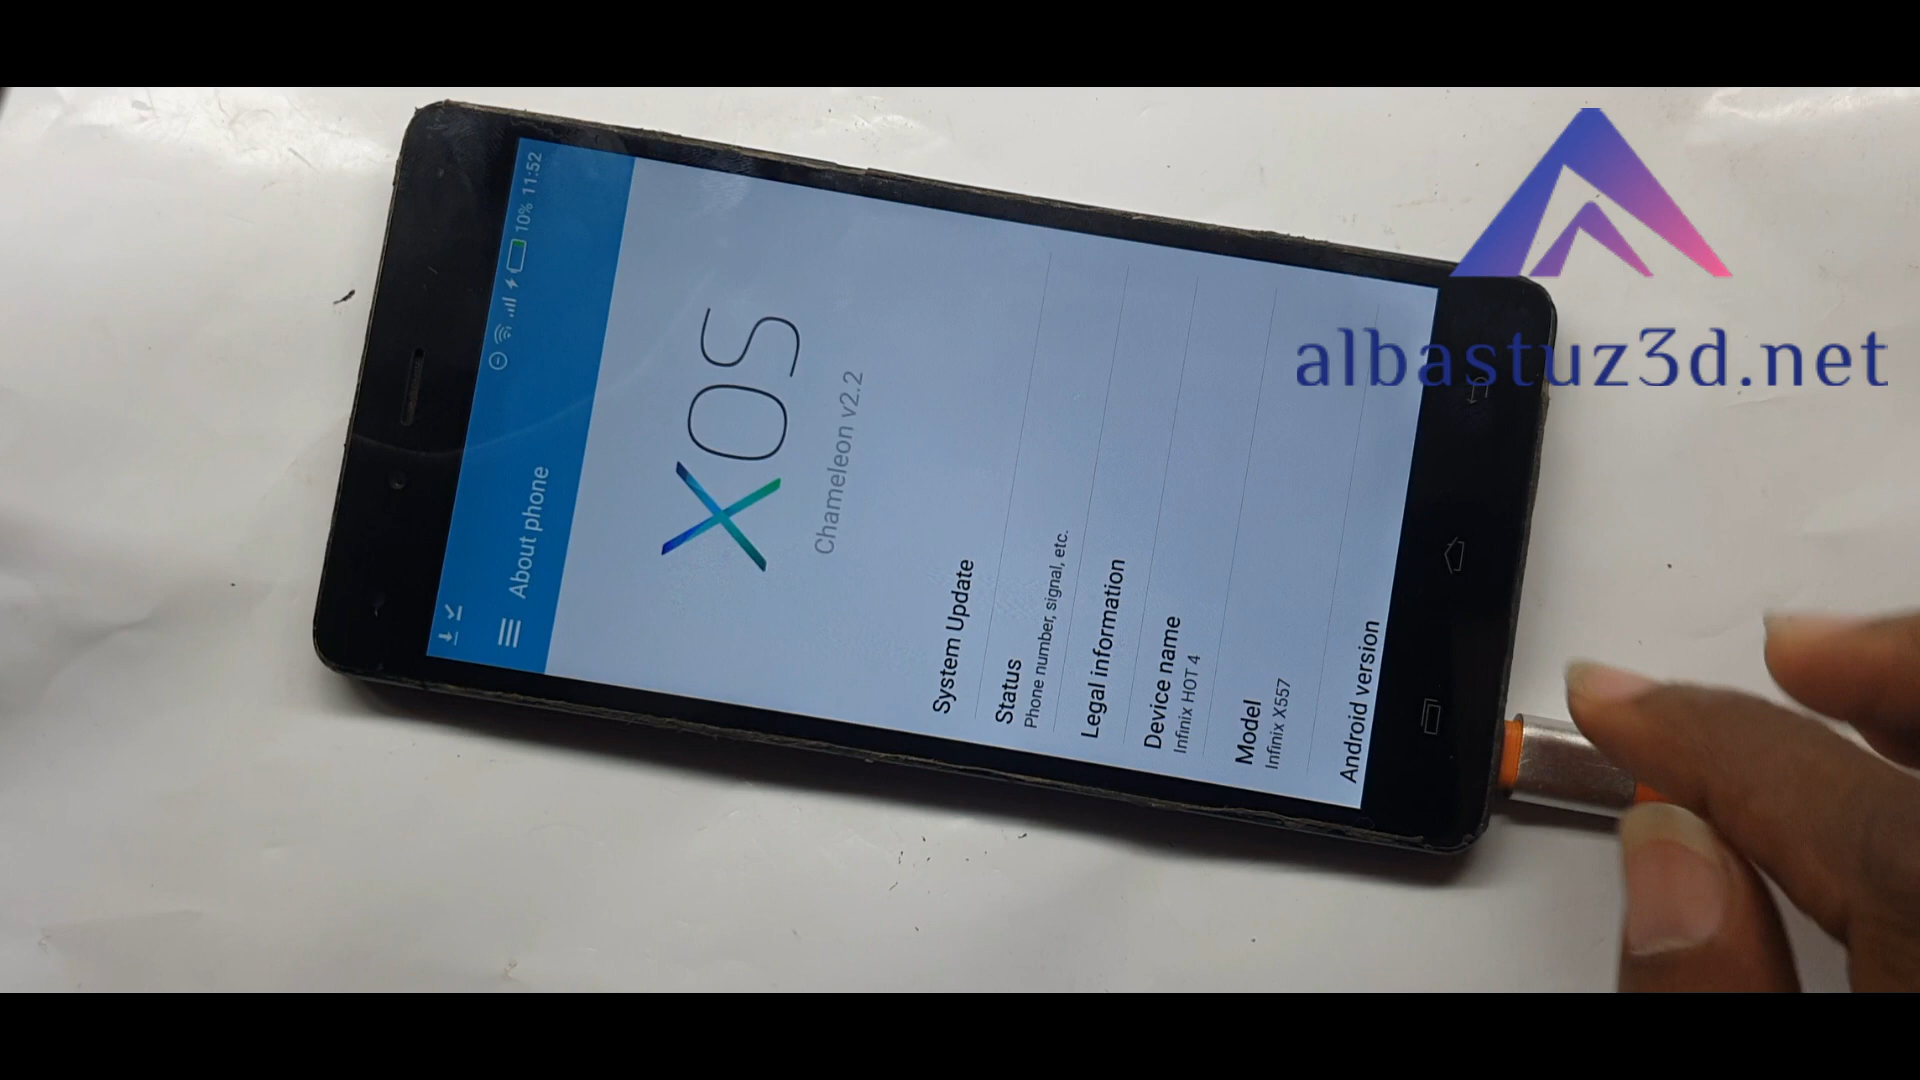 10% 11:52
About phone
XOS
Chameleon v2.2
System Update
Status
Phone number, signal, etc.
Legal information
Device name
Infinix HOT 4
Model
Infinix X557
Android version
albastuz3d.net